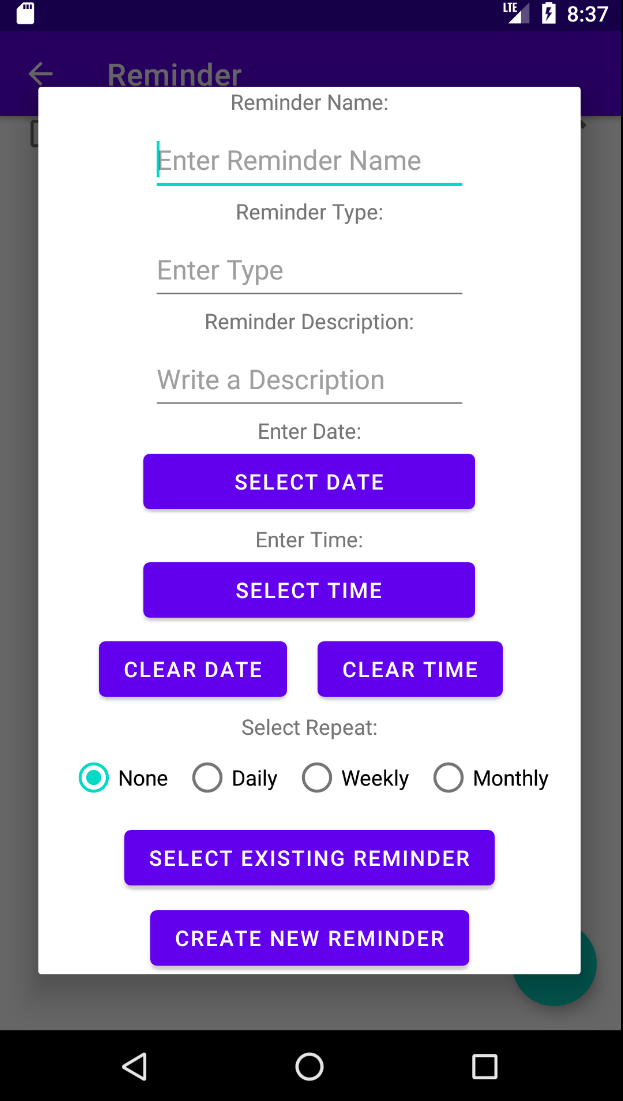 LTE 8:37
Reminder
Reminder Name:
Enter Reminder Name
Reminder Type:
Enter Type
Reminder Description:
Write a Description
Enter Date:
SELECT DATE
Enter Time:
SELECT TIME
CLEAR DATE CLEAR TIME
Select Repeat:
None Daily Weekly Monthly
SELECT EXISTING REMINDER
CREATE NEW REMINDER